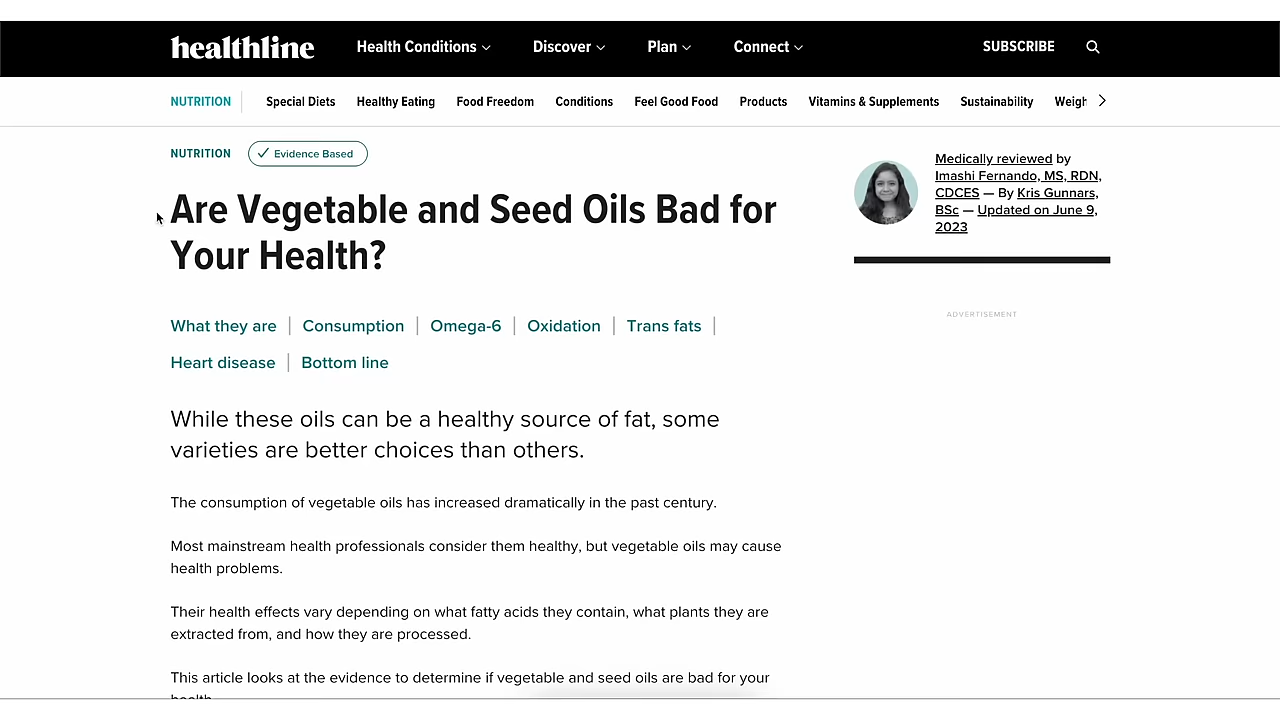 healthline Health Conditions Discover Plan Connect SUBSCRIBE
NUTRITION Special Diets Healthy Eating Food Freedom Conditions Feel Good Food Products Vitamins & Supplements Sustainability Weigh
NUTRITION Evidence Based
Are Vegetable and Seed Oils Bad for
Your Health?
Medically reviewed by
Imashi Fernando, MS, RDN,
CDCES — By Kris Gunnars,
BSc — Updated on June 9,
2023
ADVERTISEMENT
What they are | Consumption | Omega-6 | Oxidation | Trans fats |
Heart disease | Bottom line
While these oils can be a healthy source of fat, some
varieties are better choices than others.
The consumption of vegetable oils has increased dramatically in the past century.
Most mainstream health professionals consider them healthy, but vegetable oils may cause
health problems.
Their health effects vary depending on what fatty acids they contain, what plants they are
extracted from, and how they are processed.
This article looks at the evidence to determine if vegetable and seed oils are bad for your
health.